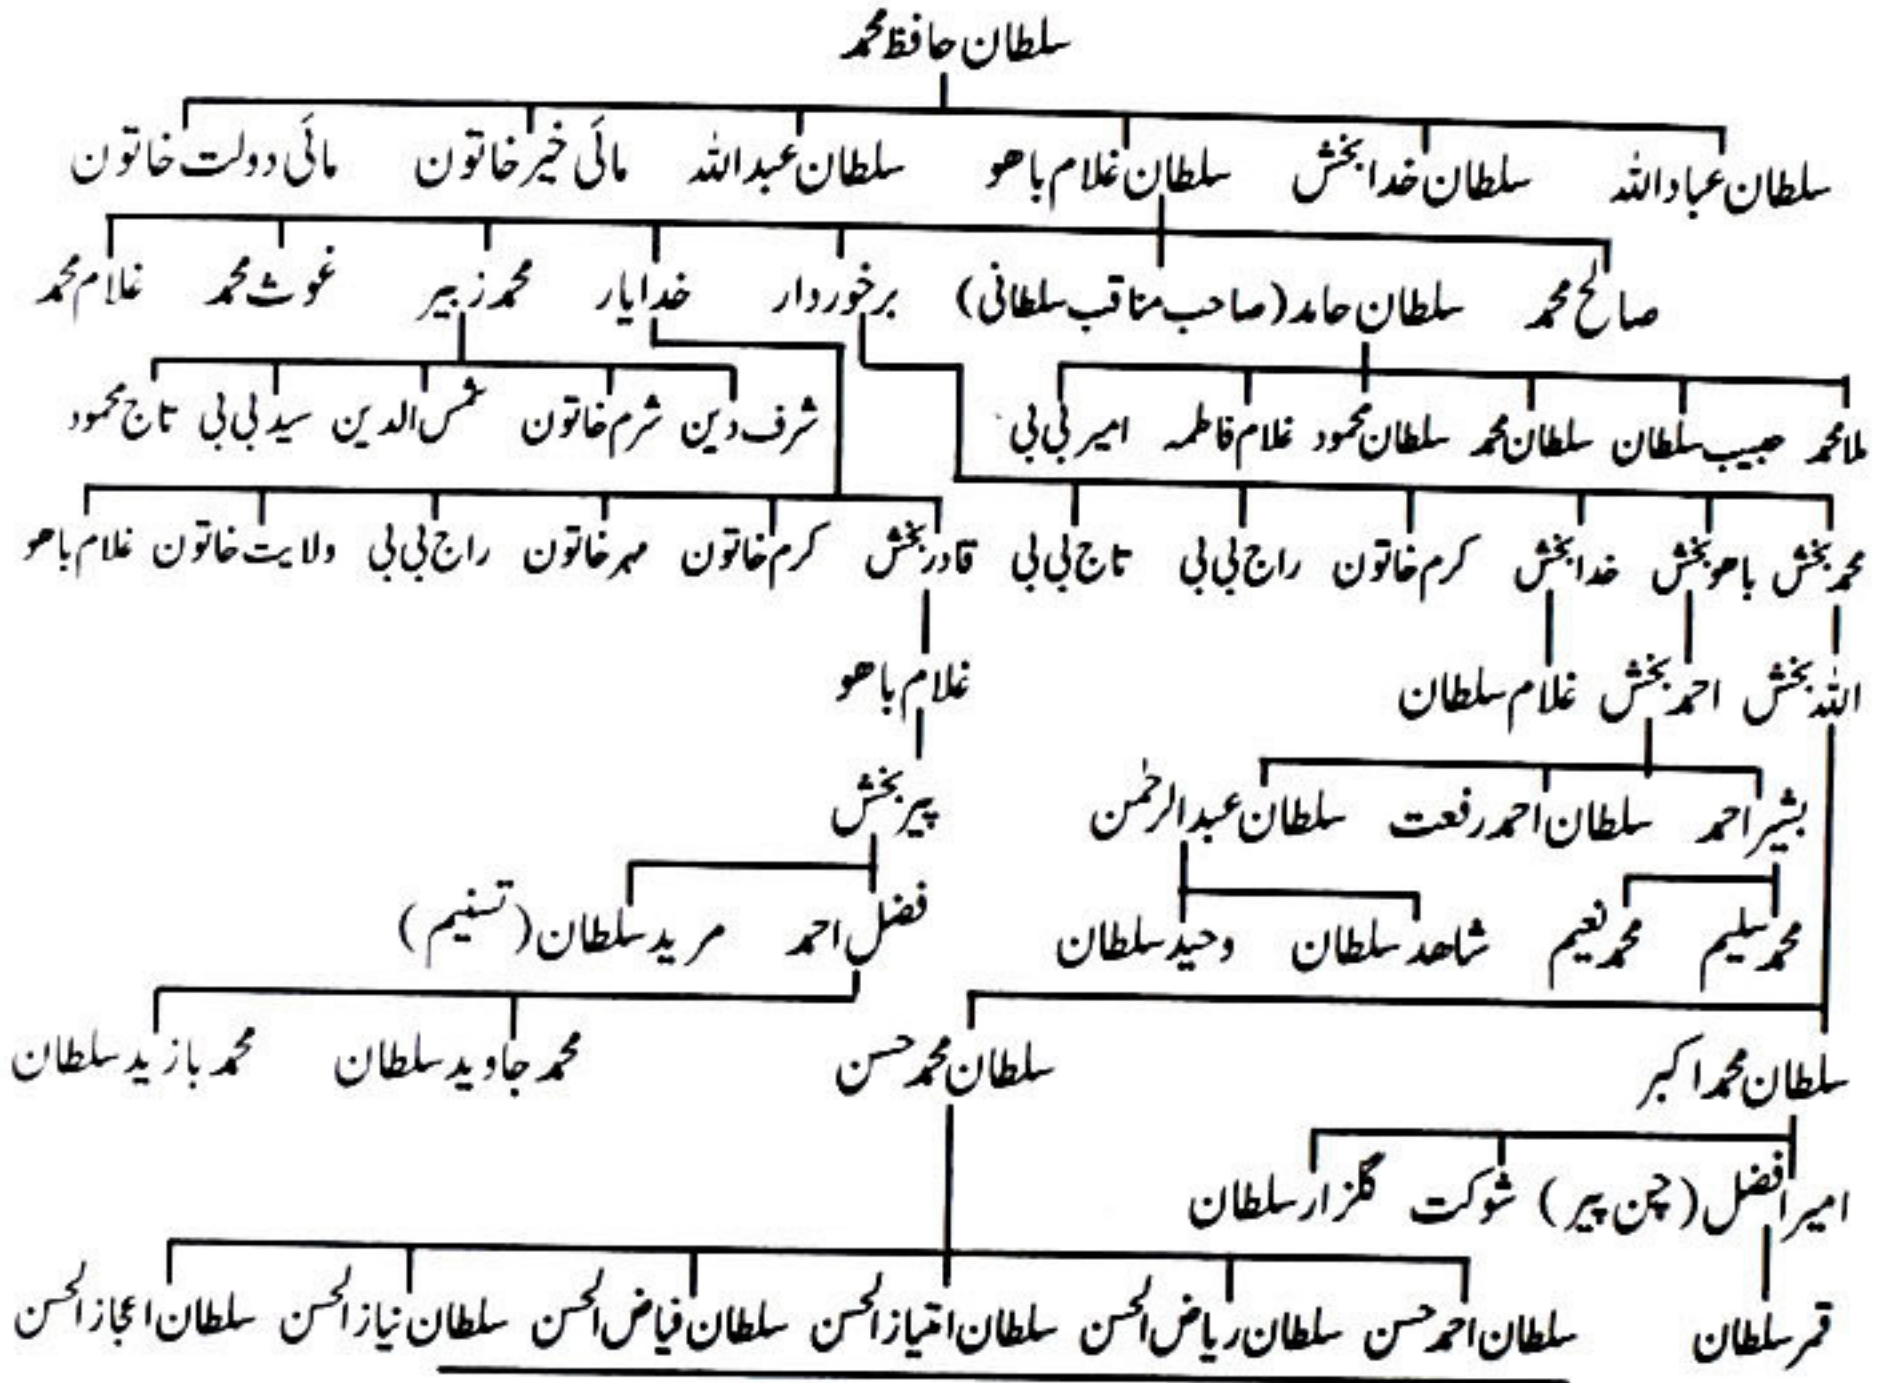 سلطان حافظ محمد
سلطان عباداللہ سلطان خدابخش سلطان غلام باھو سلطان عبداللہ مائی خیر خاتون مائی دولت خاتون
صالح محمد سلطان حامد (صاحب مناقب سلطانی) برخوردار خدایار محمد زبیر غوث محمد غلام محمد
ملا محمد حبیب سلطان سلطان محمد سلطان محمود غلام فاطمہ امیر بی بی شرف دین شرم خاتون شمس الدین سید بی بی تاج محمود
محمد بخش باھو بخش خدا بخش کرم خاتون راج بی بی تاج بی بی قادر بخش کرم خاتون مہر خاتون راج بی بی ولایت خاتون غلام باھو
اللہ بخش احمد بخش غلام سلطان غلام باھو
بشیر احمد سلطان احمد رفعت سلطان عبدالرحمٰن پیر بخش
محمد سلیم محمد نعیم شاھد سلطان وحید سلطان فضل احمد مرید سلطان (تسنیم)
سلطان محمد اکبر سلطان محمد حسن محمد جاوید سلطان محمد بازید سلطان
امیر افضل (چن پیر) شوکت گلزار سلطان
قمر سلطان سلطان احمد حسن سلطان ریاض الحسن سلطان امتیاز الحسن سلطان فیاض الحسن سلطان نیاز الحسن سلطان اعجاز الحسن